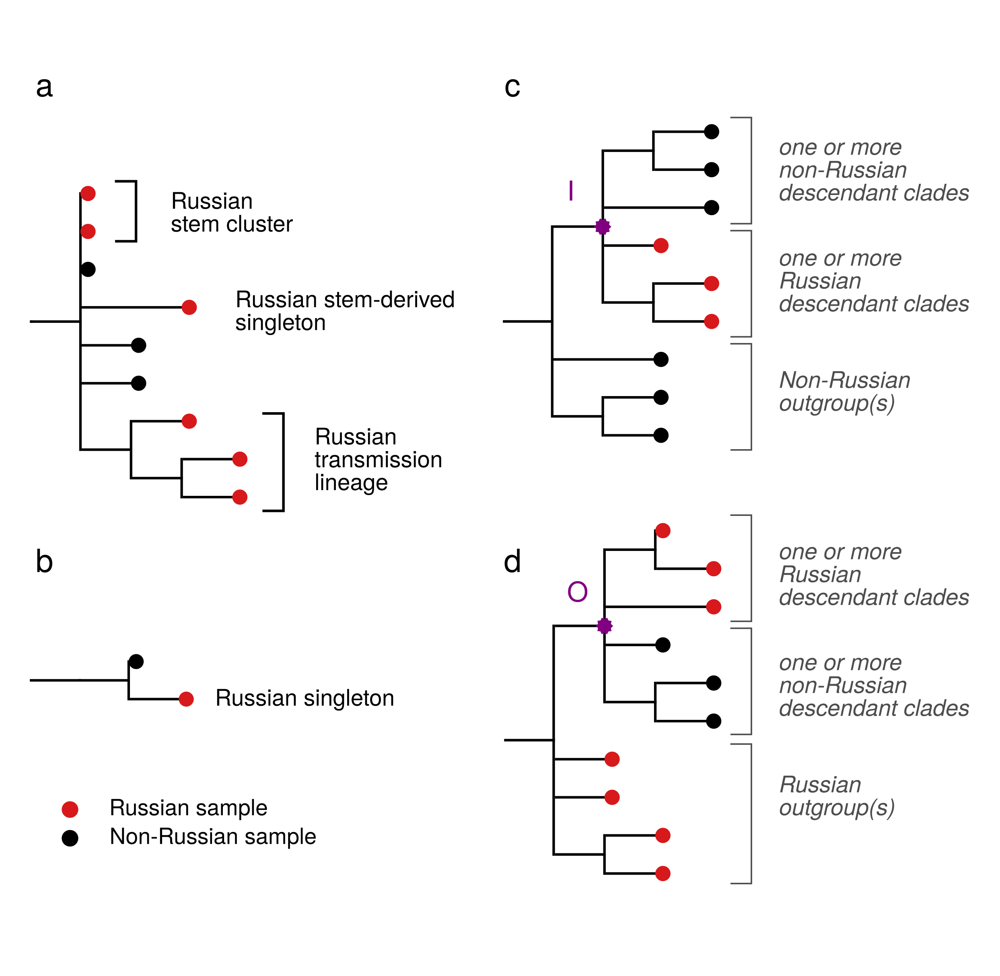 a
Russian
stem cluster
Russian stem-derived
singleton
Russian
transmission
lineage
b
Russian singleton
Russian sample
Non-Russian sample
c
I
one or more
non-Russian
descendant clades
one or more
Russian
descendant clades
Non-Russian
outgroup(s)
d
O
one or more
Russian
descendant clades
one or more
non-Russian
descendant clades
Russian
outgroup(s)